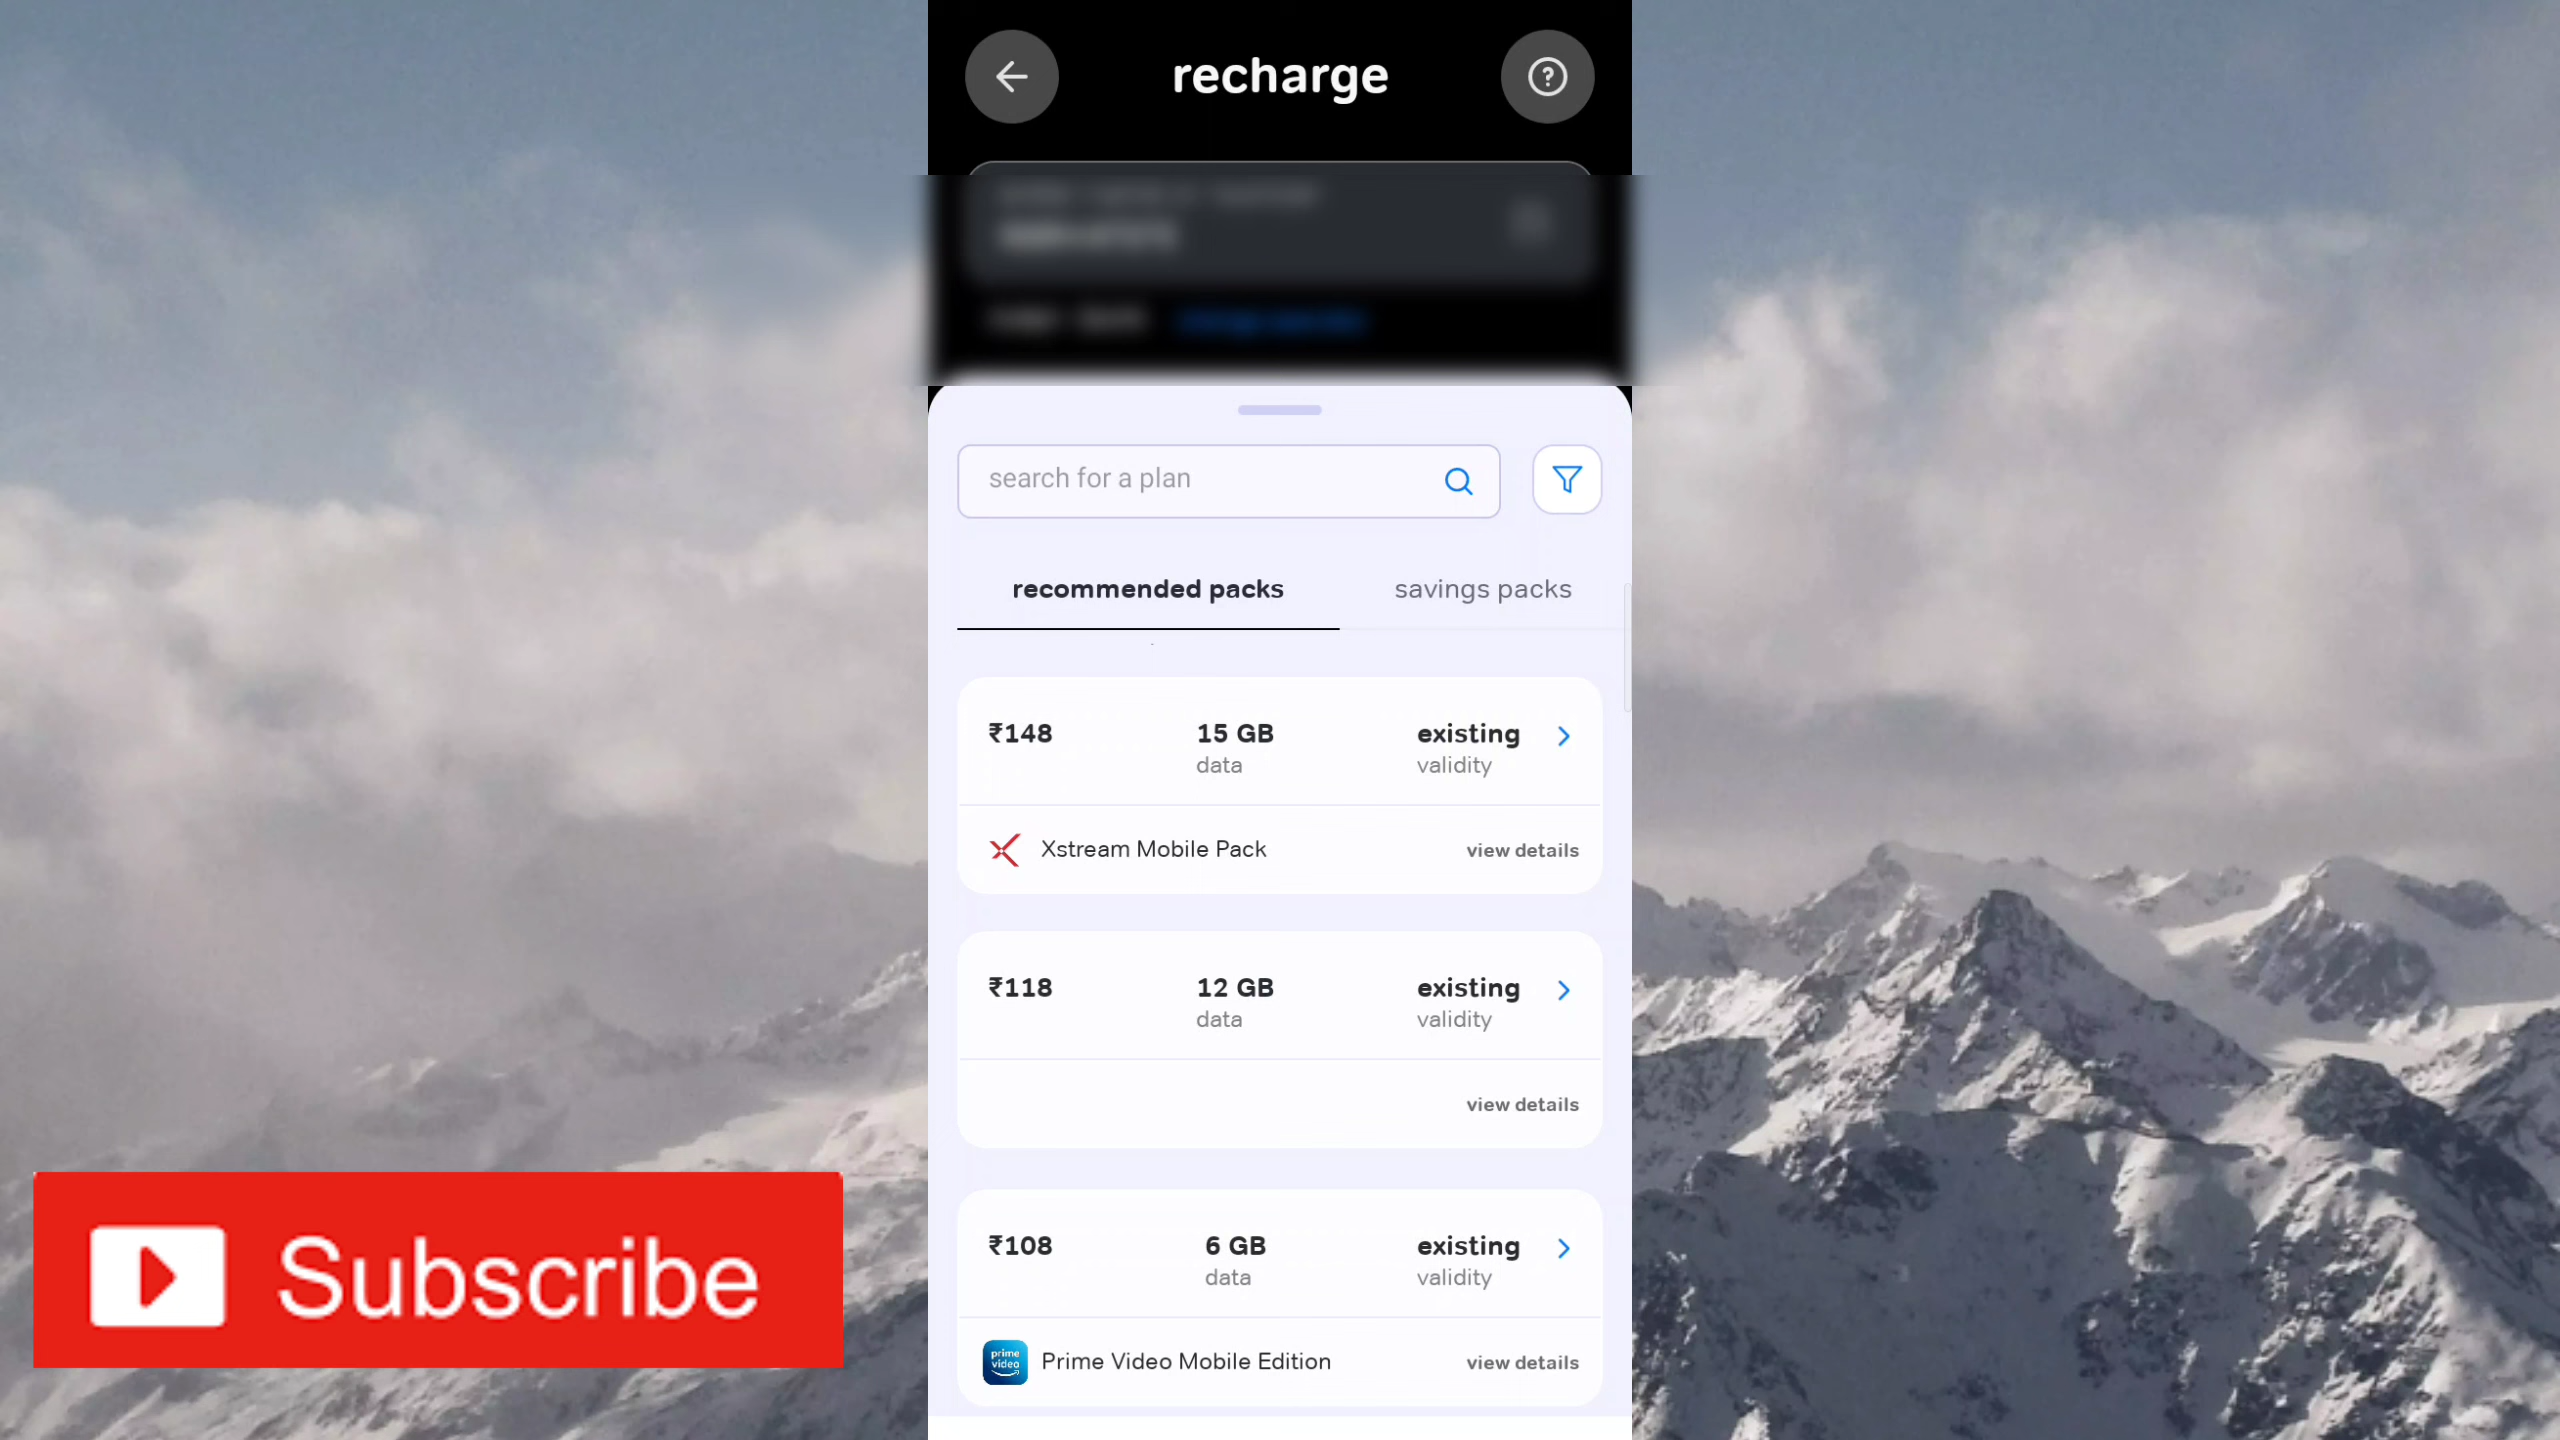 recharge
search for a plan
recommended packs savings packs
₹148 15 GB existing
data validity
Xstream Mobile Pack view details
₹118 12 GB existing
data validity
view details
₹108 6 GB existing
data validity
prime video Prime Video Mobile Edition view details
Subscribe